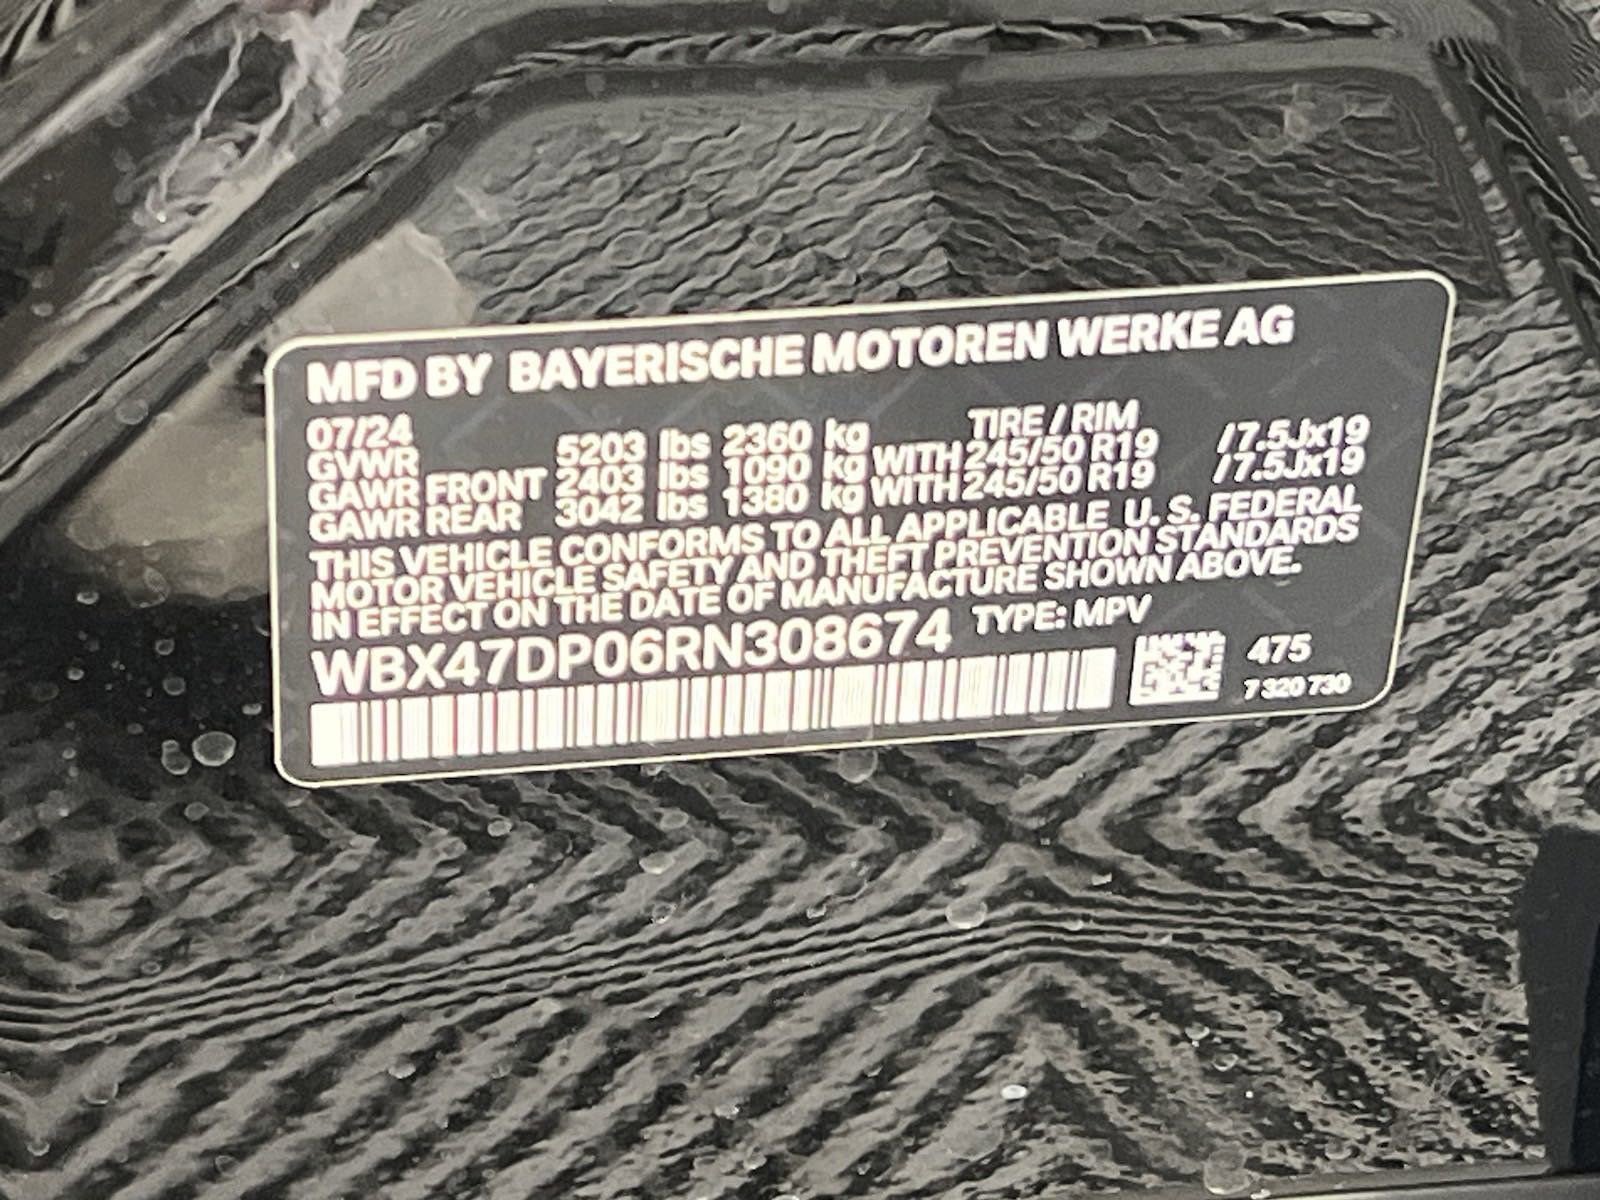 MFD BY BAYERISCHE MOTOREN WERKE AG
07/24 TIRE / RIM
GVWR 5203 lbs 2360 kg
GAWR FRONT 2403 lbs 1090 kg WITH 245/50 R19 /7.5Jx19
GAWR REAR 3042 lbs 1380 kg WITH 245/50 R19 /7.5Jx19
THIS VEHICLE CONFORMS TO ALL APPLICABLE U. S. FEDERAL
MOTOR VEHICLE SAFETY AND THEFT PREVENTION STANDARDS
IN EFFECT ON THE DATE OF MANUFACTURE SHOWN ABOVE.
WBX47DP06RN308674 TYPE: MPV
475
7 320 730